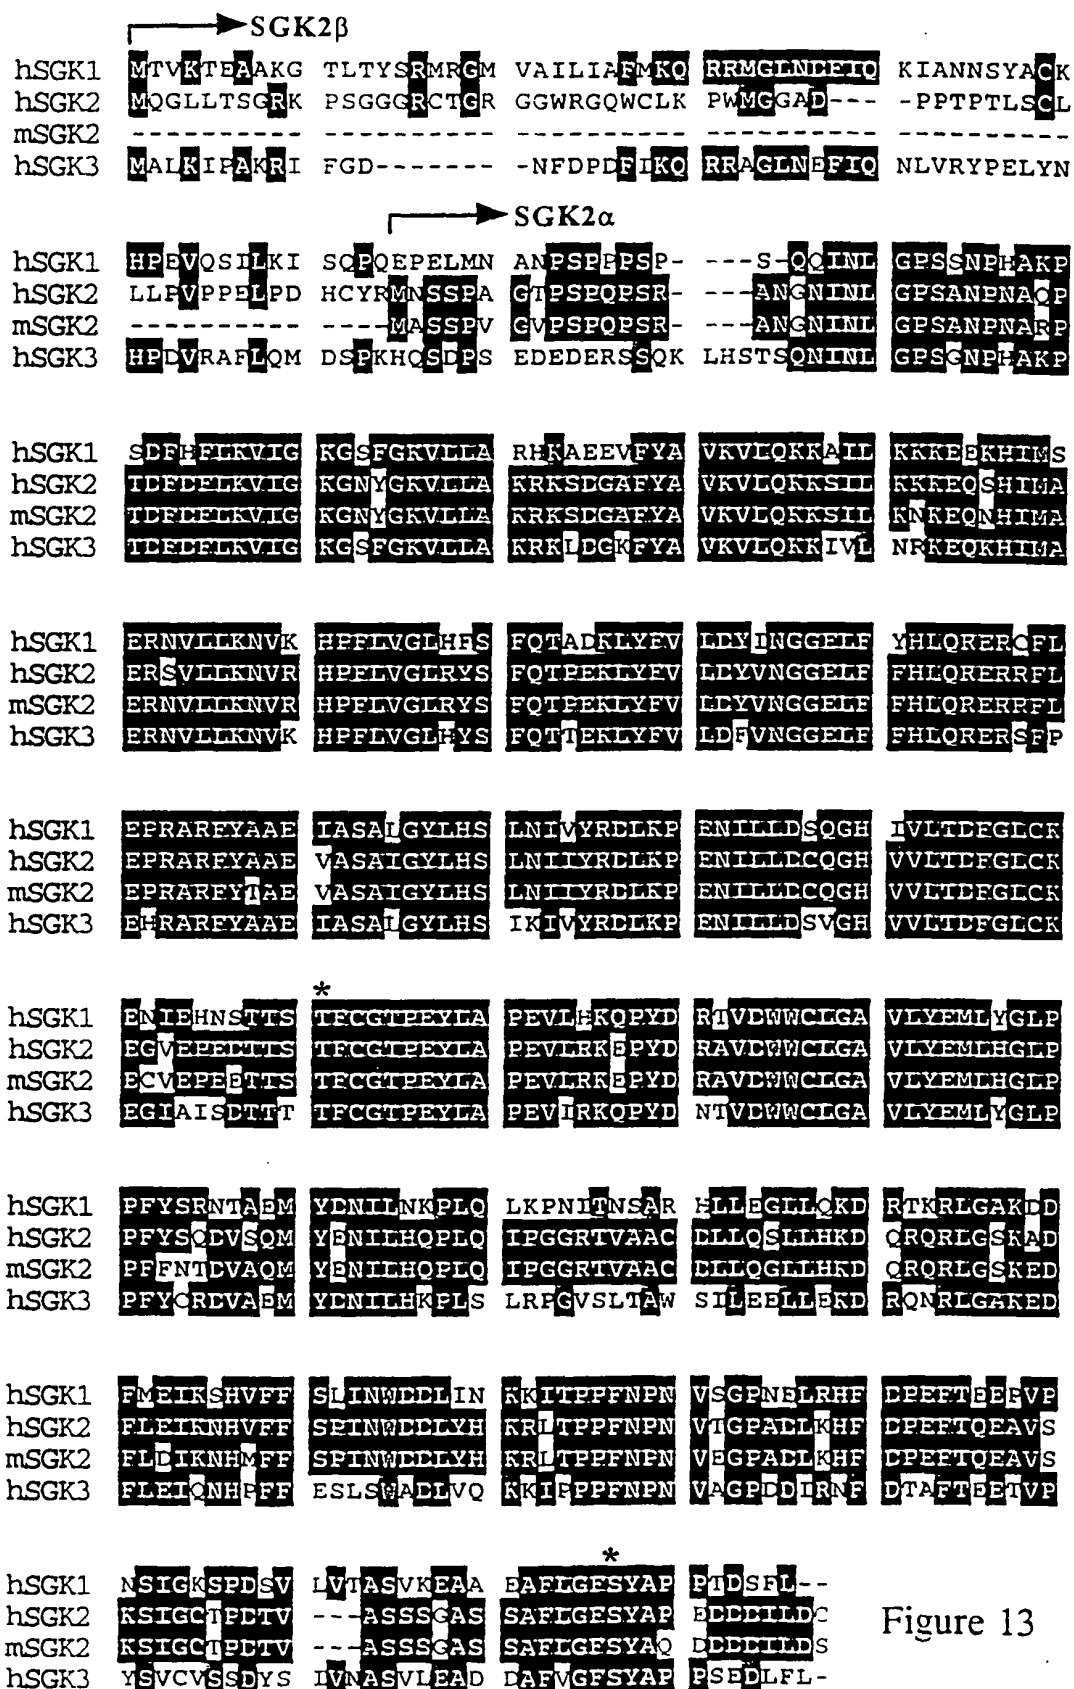 SGK2β
hSGK1 MTVKTEAAKG TLTYSRMRGM VAILIAFMKQ RRMGLNDFIQ KIANNSYACK
hSGK2 MQGLLTSGRK PSGGGRCTGR GGWRGQWCLK PWMGGAD--- -PPTPTLSCL
mSGK2 ---------- ---------- ---------- ---------- ----------
hSGK3 MALKIPAKRI FGD------- --NFDPDFIKQ RRAGLNEFIQ NLVRYPELYN
SGK2α
hSGK1 HPEVQSILKI SQPQEPELMN ANPSPPPSP- ----S-QQINL GPSSNPHAKP
hSGK2 LLPVPPELPD HCYRMNSSPA GTPSPQPSR- ---ANGNINL GPSANPNAQP
mSGK2 ---------- ----MASSPV GVPSPQPSR- ---ANGNINL GPSANPNARP
hSGK3 HPDVRAFLQM DSPKHQSDPS EDEDERSSQK LHSTSQNINL GPSGNPHAKP
hSGK1 SDFHFLKVIG KGSFGKVLLA RHKAEEVFYA VKVLQKKAIL KKKEEKHIMS
hSGK2 TDFDFLKVIG KGNYGKVLLA KRKSDGAFYA VKVLQKKSIL KKKEQSHIMA
mSGK2 TDFDFLKVIG KGNYGKVLLA KRKSDGAFYA VKVLQKKSIL KNKEQNHIMA
hSGK3 TDFDFLKVIG KGSFGKVLLA KRKLDGKFYA VKVLQKKIVL NRKEQKHIMA
hSGK1 ERNVLLKNVK HPFLVGLHFS FQTADKLYFV LDYINGGELF YHLQRERCFL
hSGK2 ERSVLLKNVR HPFLVGLRYS FQTPEKLYFV LDYVNGGELF FHLQRERRFL
mSGK2 ERNVLLKNVR HPFLVGLRYS FQTPEKLYFV LDYVNGGELF FHLQRERRFL
hSGK3 ERNVLLKNVK HPFLVGLHYS FQTTEKLYFV LDFVNGGELF FHLQRERSFP
hSGK1 EPRARFYAAE IASALGYLHS LNIVYRDLKP ENILLDSQGH IVLTDFGLCK
hSGK2 EPRARFYAAE VASAIGYLHS LNIIYRDLKP ENILLDCQGH VVLTDFGLCK
mSGK2 EPRARFYTAE VASAIGYLHS LNIIYRDLKP ENILLDCQGH VVLTDFGLCK
hSGK3 EHRARFYAAE IASALGYLHS IKIVYRDLKP ENILLDSVGH VVLTDFGLCK
*
hSGK1 ENIEHNSTTS TFCGTPEYLA PEVLHKQPYD RTVDWWCLGA VLYEMLYGLP
hSGK2 EGVEPEDTTS TFCGTPEYLA PEVLRKEPYD RAVDWWCLGA VLYEMLHGLP
mSGK2 ECVEPEETTS TFCGTPEYLA PEVLRKEPYD RAVDWWCLGA VLYEMLHGLP
hSGK3 EGIAISDTTT TFCGTPEYLA PEVIRKQPYD NTVDWWCLGA VLYEMLYGLP
hSGK1 PFYSRNTAEM YDNILNKPLQ LKPNITNSAR HLLEGLLQKD RTKRLGAKDD
hSGK2 PFYSQDVSQM YENILHQPLQ IPGGRTVAAC DLLQSLLHKD QRQRLGSKAD
mSGK2 PFFNTDVAQM YENILHQPLQ IPGGRTVAAC DLLQGLLHKD QRQRLGSKED
hSGK3 PFYCRDVAEM YDNILHKPLS LRPGVSLTAW SILEELLEKD RQNRLGAKED
hSGK1 FMEIKSHVFF SLINWDDLIN KKITPPFNPN VSGPNELRHF DPEFTEEPVP
hSGK2 FLEIKNHVFF SPINWDDLYH KRLTPPFNPN VTGPADLKHF DPEFTQEAVS
mSGK2 FLDIKNHMFF SPINWDDLYH KRLTPPFNPN VEGPADLKHF DPEFTQEAVS
hSGK3 FLEIQNHPFF ESLSWADLVQ KKIPPPFNPN VAGPDDIRNF DTAFTEETVP
*
hSGK1 NSIGKSPDSV LVTASVKEAA EAFLGFSYAP PTDSFL--
hSGK2 KSIGCTPDTV ---ASSSGAS SAFLGFSYAP EDDDILDC
mSGK2 KSIGCTPDTV ---ASSSGAS SAFLGFSYAQ DDDDILDS
hSGK3 YSVCVSSDYS IVNASVLEAD DAFVGFSYAP PSEDLFL-
Figure 13